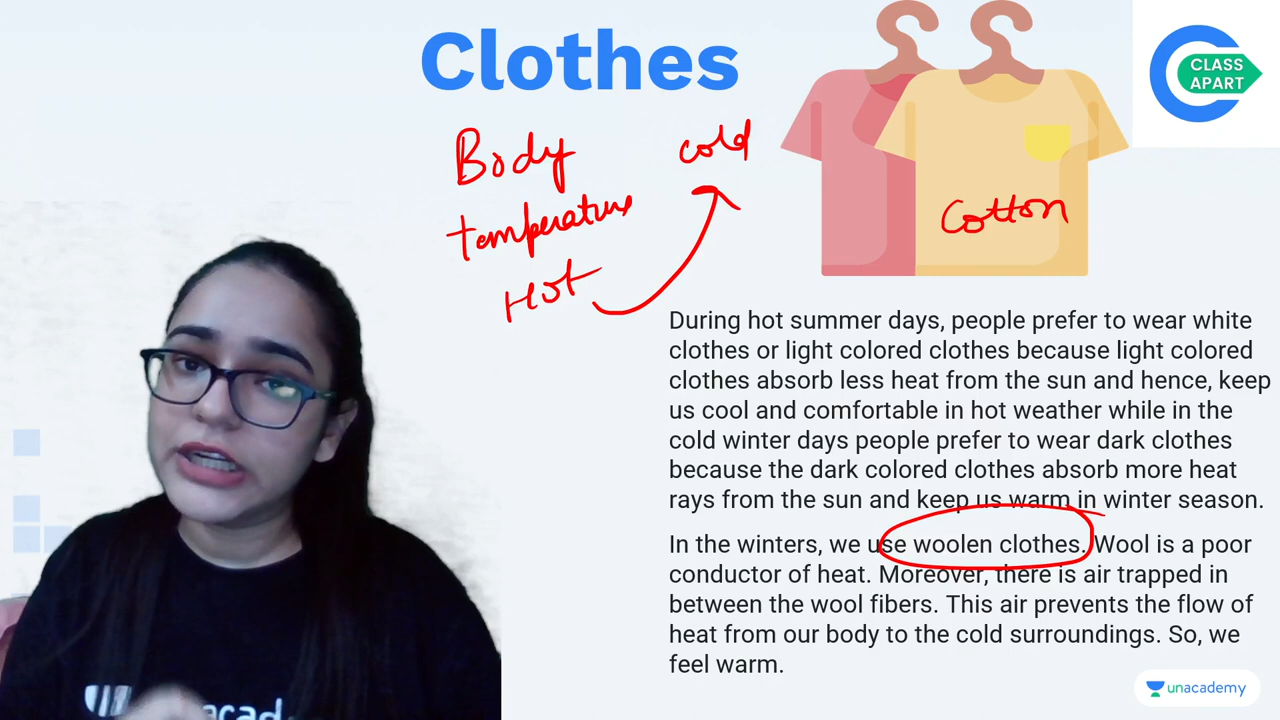 Clothes
CLASS
APART
Body
cold
temperature
Hot
Cotton
During hot summer days, people prefer to wear white
clothes or light colored clothes because light colored
clothes absorb less heat from the sun and hence, keep
us cool and comfortable in hot weather while in the
cold winter days people prefer to wear dark clothes
because the dark colored clothes absorb more heat
rays from the sun and keep us warm in winter season.
In the winters, we use woolen clothes. Wool is a poor
conductor of heat. Moreover, there is air trapped in
between the wool fibers. This air prevents the flow of
heat from our body to the cold surroundings. So, we
feel warm.
unacademy